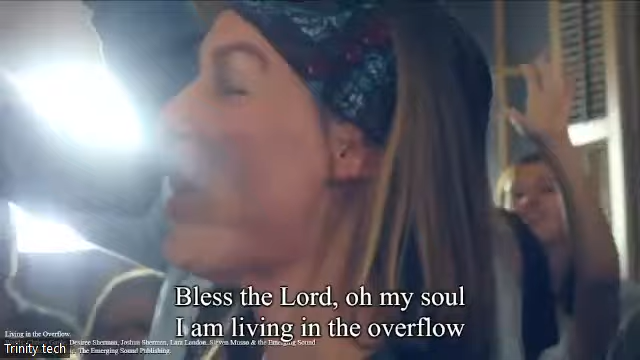 Bless the Lord, oh my soul
I am living in the overflow
Living in the Overflow.
Desiree Sherman, Joshua Sherman, Lara Landon, Steven Musso & the Emerging Sound
The Emerging Sound Publishing.
Trinity tech